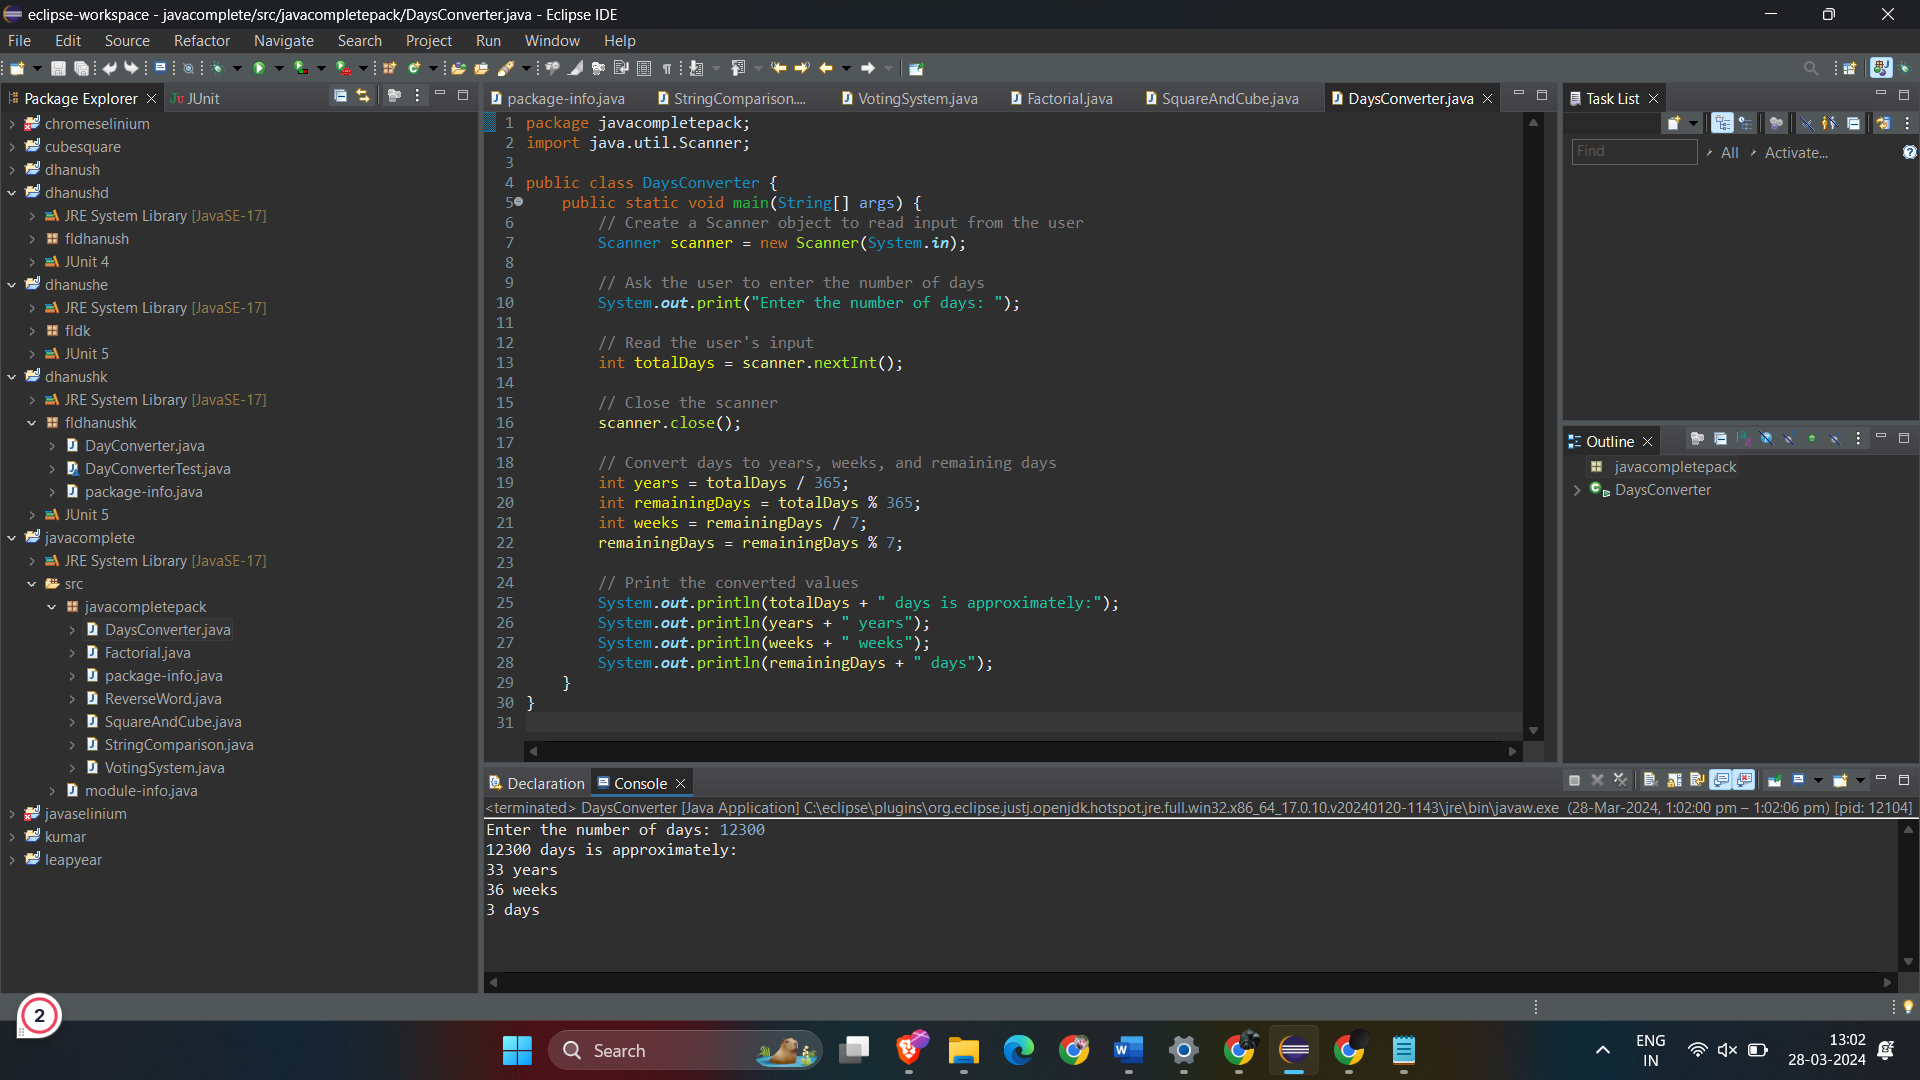 eclipse-workspace - javacomplete/src/javacompletepack/DaysConverter.java - Eclipse IDE
File Edit Source Refactor Navigate Search Project Run Window Help
Package Explorer
JUnit
chromeselinium
cubesquare
dhanush
dhanushd
JRE System Library [JavaSE-17]
fldhanush
JUnit 4
dhanushe
JRE System Library [JavaSE-17]
fldk
JUnit 5
dhanushk
JRE System Library [JavaSE-17]
fldhanushk
DayConverter.java
DayConverterTest.java
package-info.java
JUnit 5
javacomplete
JRE System Library [JavaSE-17]
src
javacompletepack
DaysConverter.java
Factorial.java
package-info.java
ReverseWord.java
SquareAndCube.java
StringComparison.java
VotingSystem.java
module-info.java
javaselinium
kumar
leapyear
package-info.java StringComparison.... VotingSystem.java Factorial.java SquareAndCube.java DaysConverter.java
1 package javacompletepack;
2 import java.util.Scanner;
3
4 public class DaysConverter {
5 public static void main(String[] args) {
6 // Create a Scanner object to read input from the user
7 Scanner scanner = new Scanner(System.in);
8
9 // Ask the user to enter the number of days
10 System.out.print("Enter the number of days: ");
11
12 // Read the user's input
13 int totalDays = scanner.nextInt();
14
15 // Close the scanner
16 scanner.close();
17
18 // Convert days to years, weeks, and remaining days
19 int years = totalDays / 365;
20 int remainingDays = totalDays % 365;
21 int weeks = remainingDays / 7;
22 remainingDays = remainingDays % 7;
23
24 // Print the converted values
25 System.out.println(totalDays + " days is approximately:");
26 System.out.println(years + " years");
27 System.out.println(weeks + " weeks");
28 System.out.println(remainingDays + " days");
29 }
30 }
31
Task List
Find All Activate...
Outline
javacompletepack
DaysConverter
Declaration Console
<terminated> DaysConverter [Java Application] C:\eclipse\plugins\org.eclipse.justj.openjdk.hotspot.jre.full.win32.x86_64_17.0.10.v20240120-1143\jre\bin\javaw.exe (28-Mar-2024, 1:02:00 pm – 1:02:06 pm) [pid: 12104]
Enter the number of days: 12300
12300 days is approximately:
33 years
36 weeks
3 days
2
Search
ENG
IN
13:02
28-03-2024